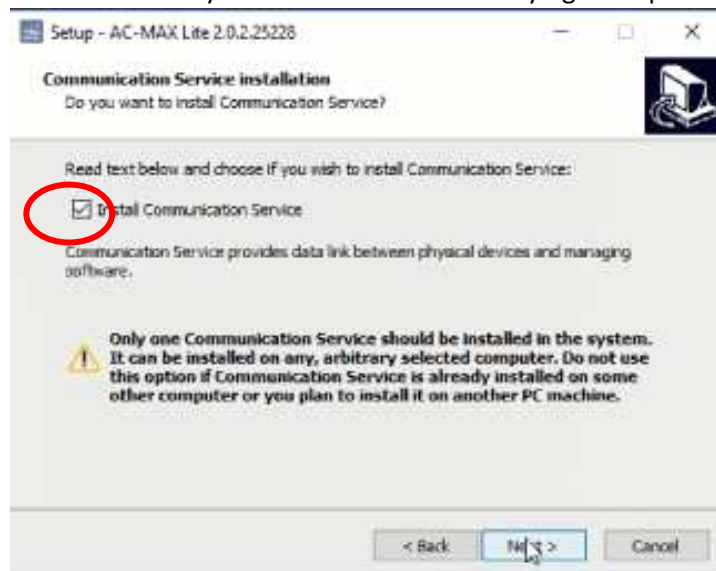 Setup - AC-MAX Lite 2.0.2.25228
Communication Service installation
Do you want to install Communication Service?
Read text below and choose if you wish to install Communication Service:
Install Communication Service
Communication Service provides data link between physical devices and managing
software.
Only one Communication Service should be installed in the system.
It can be installed on any, arbitrary selected computer. Do not use
this option if Communication Service is already installed on some
other computer or you plan to install it on another PC machine.
< Back
Next >
Cancel